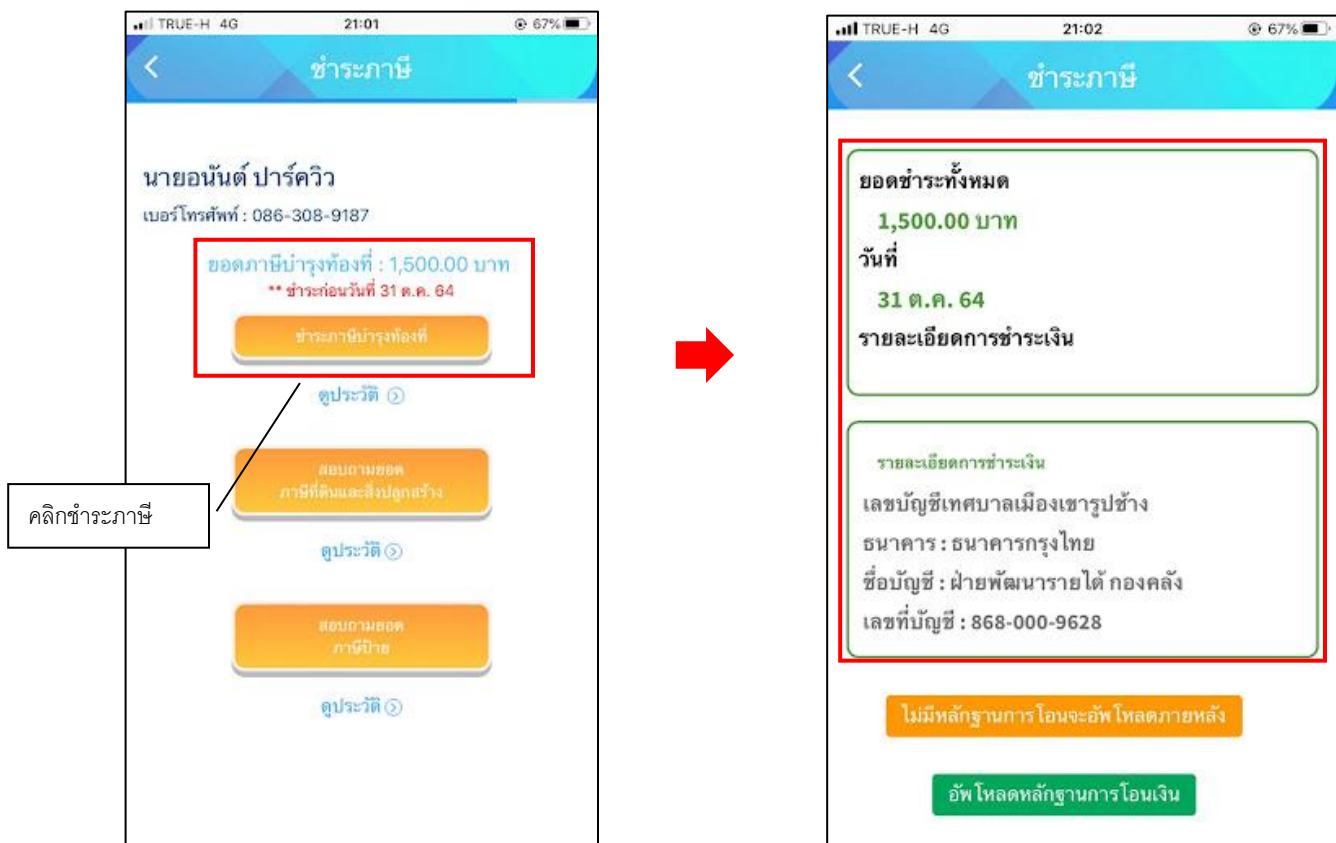 TRUE-H 4G 21:01 67%
ชำระภาษี
นายอนันต์ ปาร์ควิว
เบอร์โทรศัพท์ : 086-308-9187
ยอดภาษีบำรุงท้องที่ : 1,500.00 บาท
** ชำระก่อนวันที่ 31 ต.ค. 64
ชำระภาษีบำรุงท้องที่
ดูประวัติ
สอบถามยอด
ภาษีที่ดินและสิ่งปลูกสร้าง
ดูประวัติ
สอบถามยอด
ภาษีป้าย
ดูประวัติ
คลิกชำระภาษี
TRUE-H 4G 21:02 67%
ชำระภาษี
ยอดชำระทั้งหมด
1,500.00 บาท
วันที่
31 ต.ค. 64
รายละเอียดการชำระเงิน
รายละเอียดการชำระเงิน
เลขบัญชีเทศบาลเมืองเขารูปช้าง
ธนาคาร : ธนาคารกรุงไทย
ชื่อบัญชี : ฝ่ายพัฒนารายได้ กองคลัง
เลขที่บัญชี : 868-000-9628
ไม่มีหลักฐานการโอนจะอัพโหลดภายหลัง
อัพโหลดหลักฐานการโอนเงิน